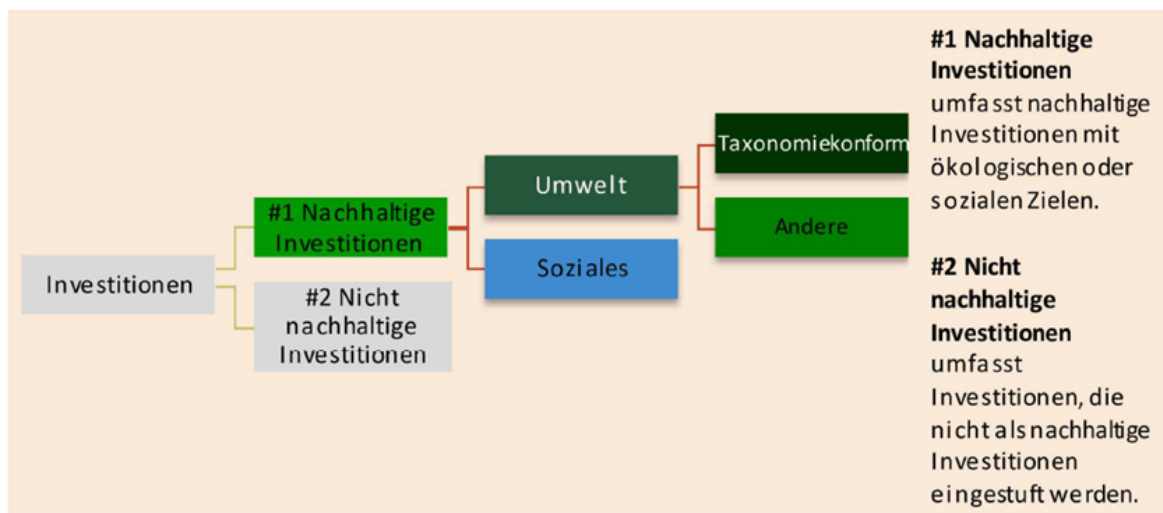 Investitionen
#1 Nachhaltige
Investitionen
#2 Nicht
nachhaltige
Investitionen
Umwelt
Soziales
Taxonomiekonform
Andere
#1 Nachhaltige
Investitionen
umfasst nachhaltige
Investitionen mit
ökologischen oder
sozialen Zielen.
#2 Nicht
nachhaltige
Investitionen
umfasst
Investitionen, die
nicht als nachhaltige
Investitionen
eingestuft werden.